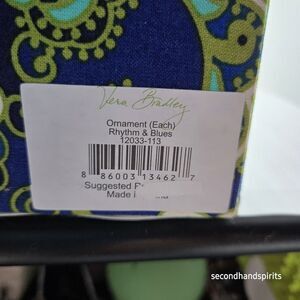 Vera Bradley
Ornament (Each)
Rhythm & Blues
12033-113
8 86003 13462 7
Suggested
Made
secondhandspirits